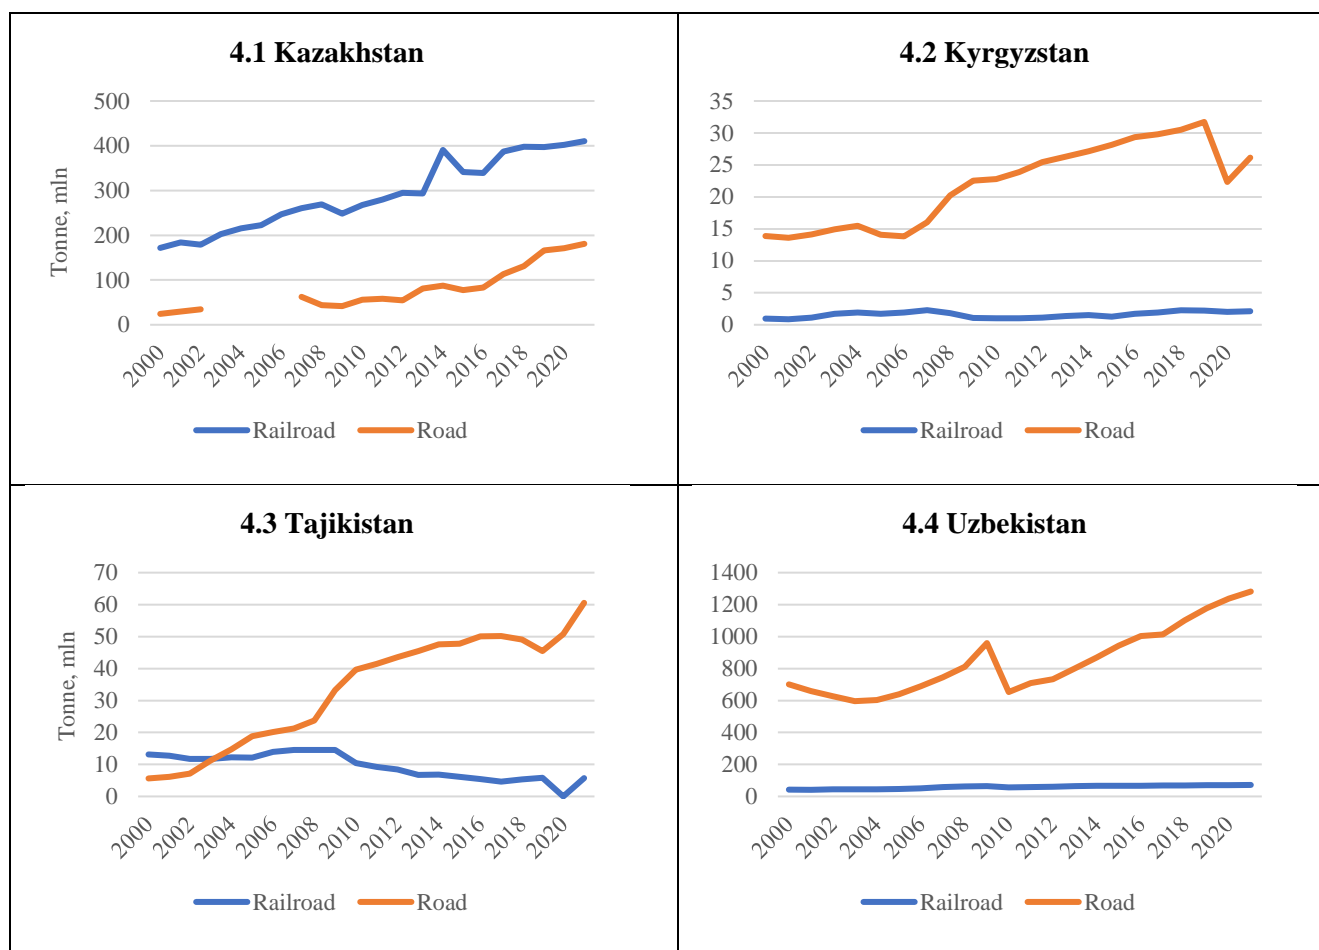 4.1 Kazakhstan
Tonne, mln
500
400
300
200
100
0
2000 2002 2004 2006 2008 2010 2012 2014 2016 2018 2020
Railroad Road
4.2 Kyrgyzstan
35
30
25
20
15
10
5
0
2000 2002 2004 2006 2008 2010 2012 2014 2016 2018 2020
Railroad Road
4.3 Tajikistan
Tonne, mln
70
60
50
40
30
20
10
0
2000 2002 2004 2006 2008 2010 2012 2014 2016 2018 2020
Railroad Road
4.4 Uzbekistan
1400
1200
1000
800
600
400
200
0
2000 2002 2004 2006 2008 2010 2012 2014 2016 2018 2020
Railroad Road